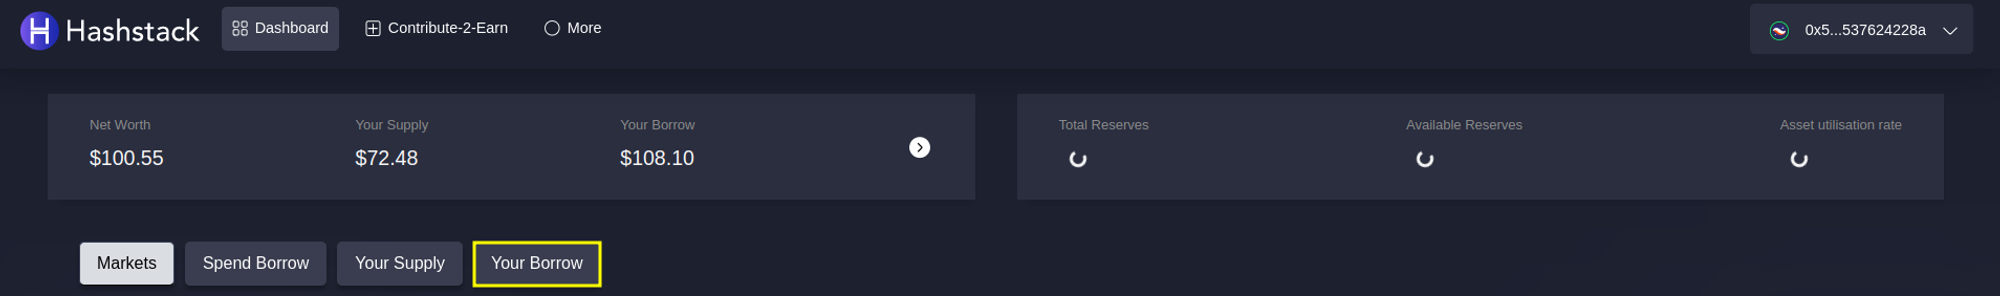 Hashstack Dashboard Contribute-2-Earn More 0x5...537624228a
Net Worth Your Supply Your Borrow Total Reserves Available Reserves Asset utilisation rate
$100.55 $72.48 $108.10
Markets Spend Borrow Your Supply Your Borrow